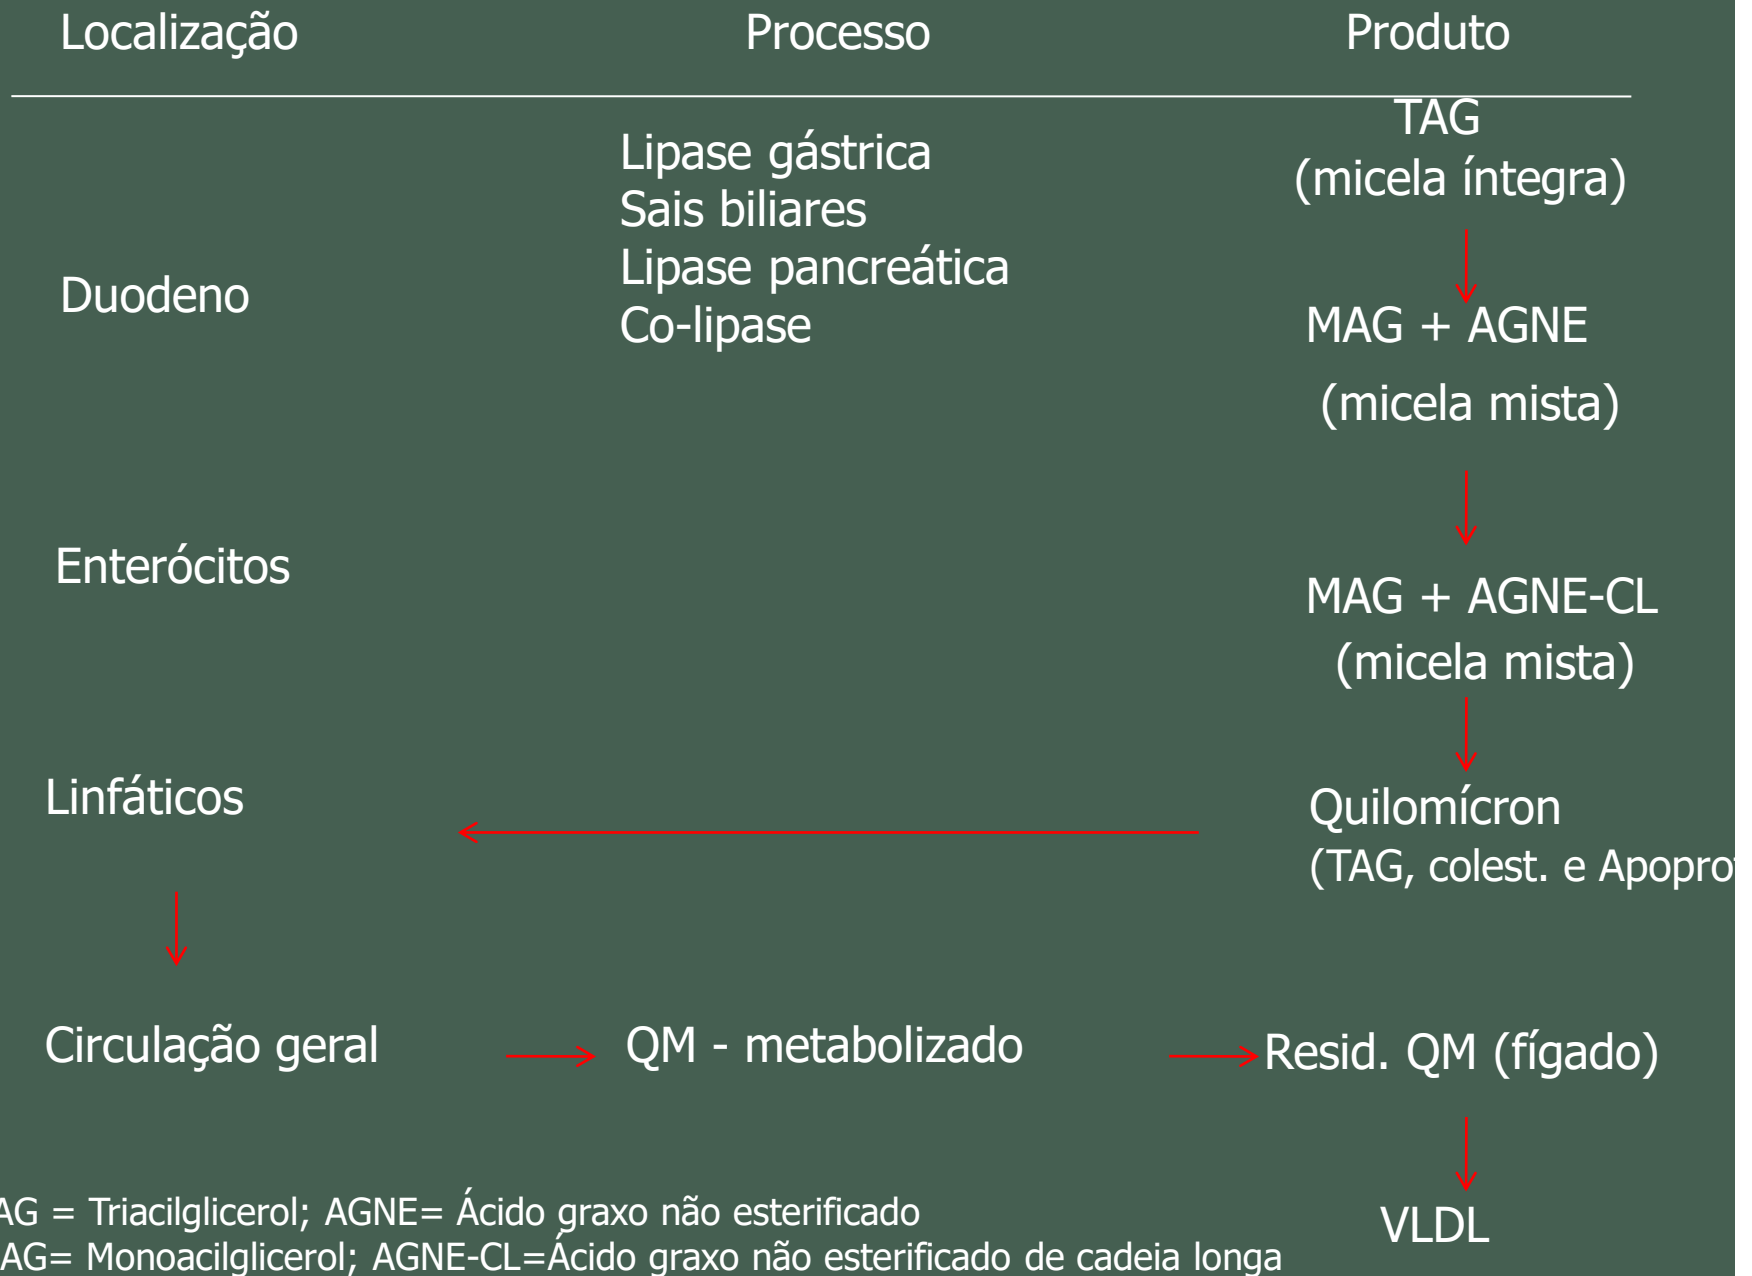 Localização Processo Produto
TAG
Lipase gástrica
(micela íntegra)
Sais biliares
Lipase pancreática
Duodeno
Co-lipase
MAG + AGNE
(micela mista)
Enterócitos
MAG + AGNE-CL
(micela mista)
Linfáticos
Quilomícron
(TAG, colest. e Apopro
Circulação geral QM - metabolizado Resid. QM (fígado)
AG = Triacilglicerol; AGNE= Ácido graxo não esterificado
VLDL
AG= Monoacilglicerol; AGNE-CL=Ácido graxo não esterificado de cadeia longa